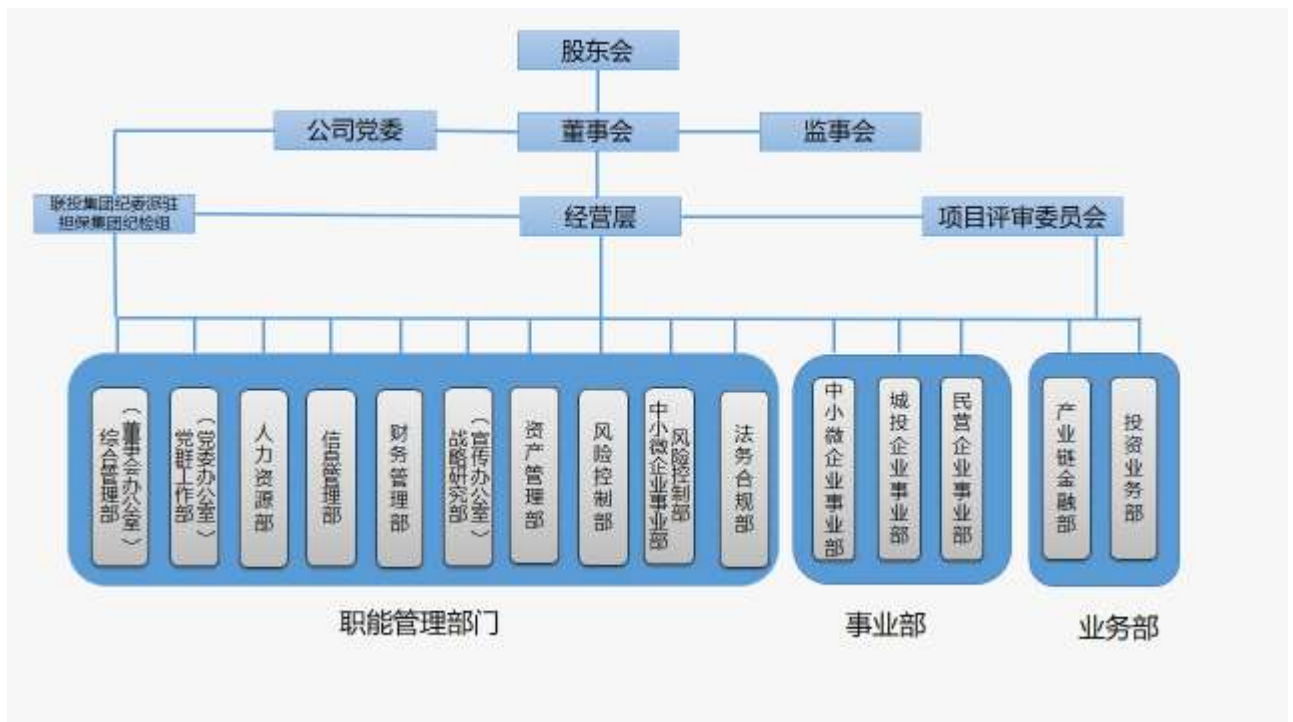 股东会
公司党委
董事会
监事会
联投集团纪委派驻
担保集团纪检组
经营层
项目评审委员会
综合管理部
（董事会办公室）
党群工作部
（党委办公室）
人力资源部
信息管理部
财务管理部
战略研究部
（宣传办公室）
资产管理部
风险控制部
中小微企业事业部
风险控制部
法务合规部
中小微企业事业部
城投企业事业部
民营企业事业部
产业链金融部
投资业务部
职能管理部门
事业部
业务部